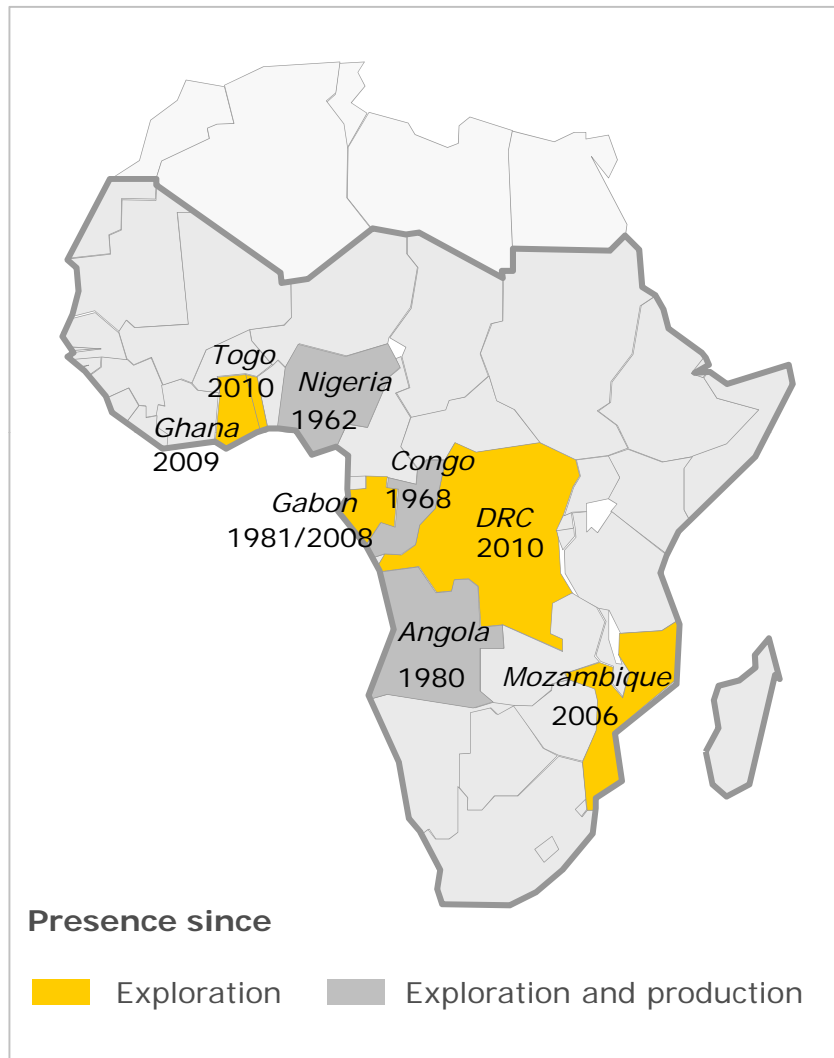 Togo
2010
Nigeria
1962
Ghana
2009
Congo
1968
Gabon
1981/2008
DRC
2010
Angola
1980
Mozambique
2006
Presence since
Exploration
Exploration and production